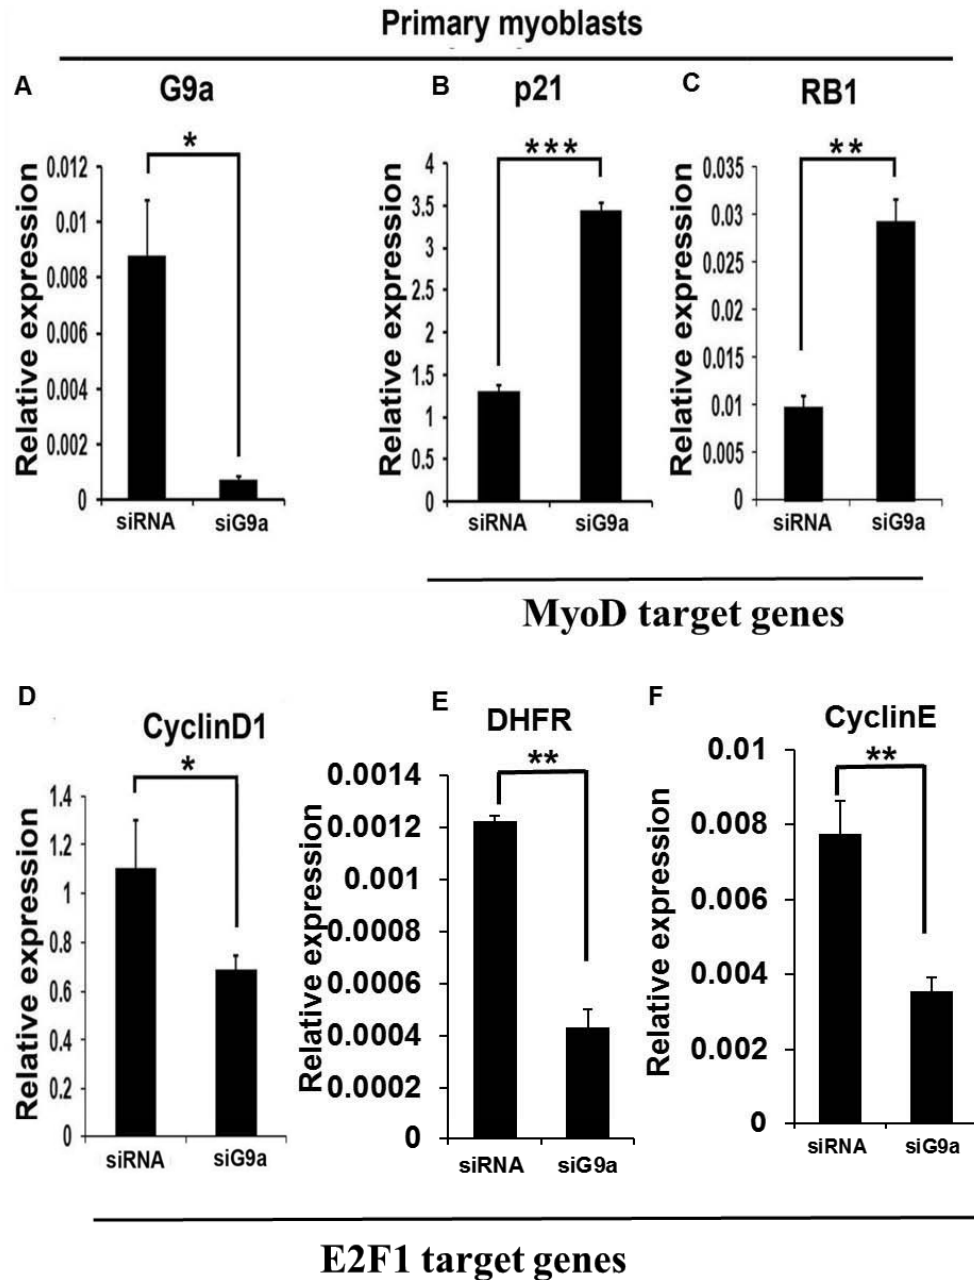 Primary myoblasts
A G9a
*
Relative expression
0.012
0.01
0.008
0.006
0.004
0.002
0
siRNA siG9a
B p21
***
Relative expression
4
3.5
3
2.5
2
1.5
1
0.5
0
siRNA siG9a
C RB1
**
Relative expression
0.035
0.03
0.025
0.02
0.015
0.01
0.005
0
siRNA siG9a
MyoD target genes
D CyclinD1
*
Relative expression
1.4
1.2
1
0.8
0.6
0.4
0.2
0
siRNA siG9a
E DHFR
**
Relative expression
0.0014
0.0012
0.001
0.0008
0.0006
0.0004
0.0002
0
siRNA siG9a
F CyclinE
**
Relative expression
0.01
0.008
0.006
0.004
0.002
0
siRNA siG9a
E2F1 target genes